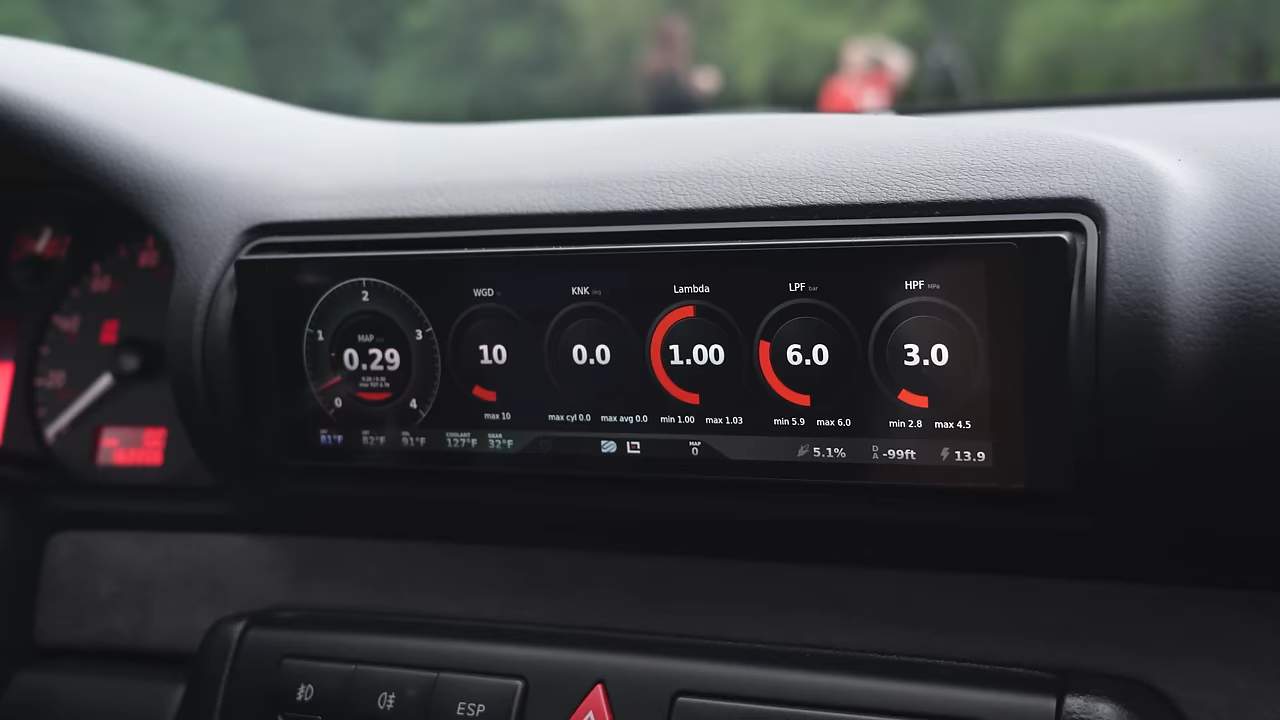 WGD
KNK deg
Lambda
LPF bar
HPF MPa
2
1
3
0
4
MAP
0.29
10
0.0
1.00
6.0
3.0
max 10
max cyl 0.0 max avg 0.0
min 1.00 max 1.03
min 5.9 max 6.0
min 2.8 max 4.5
81°F
82°F
91°F
COOLANT
127°F
GEAR
32°F
MAP
0
5.1%
DA -99ft
13.9
ESP